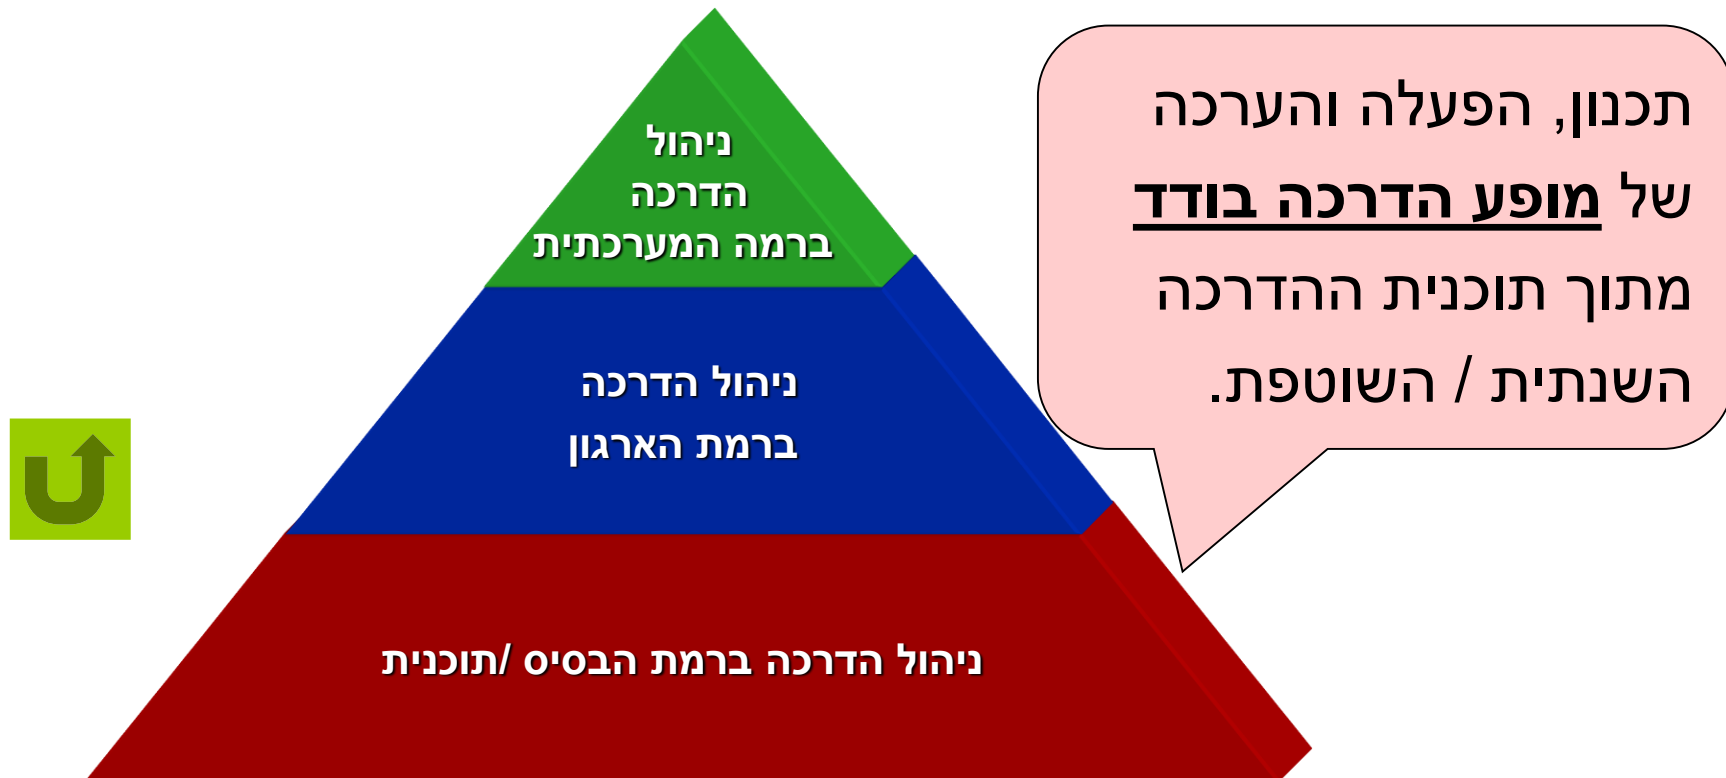 ניהול
הדרכה
ברמה המערכתית
ניהול הדרכה
ברמת הארגון
ניהול הדרכה ברמת הבסיס /תוכנית
תכנון, הפעלה והערכה
של מופע הדרכה בודד
מתוך תוכנית ההדרכה
השנתית / השוטפת.